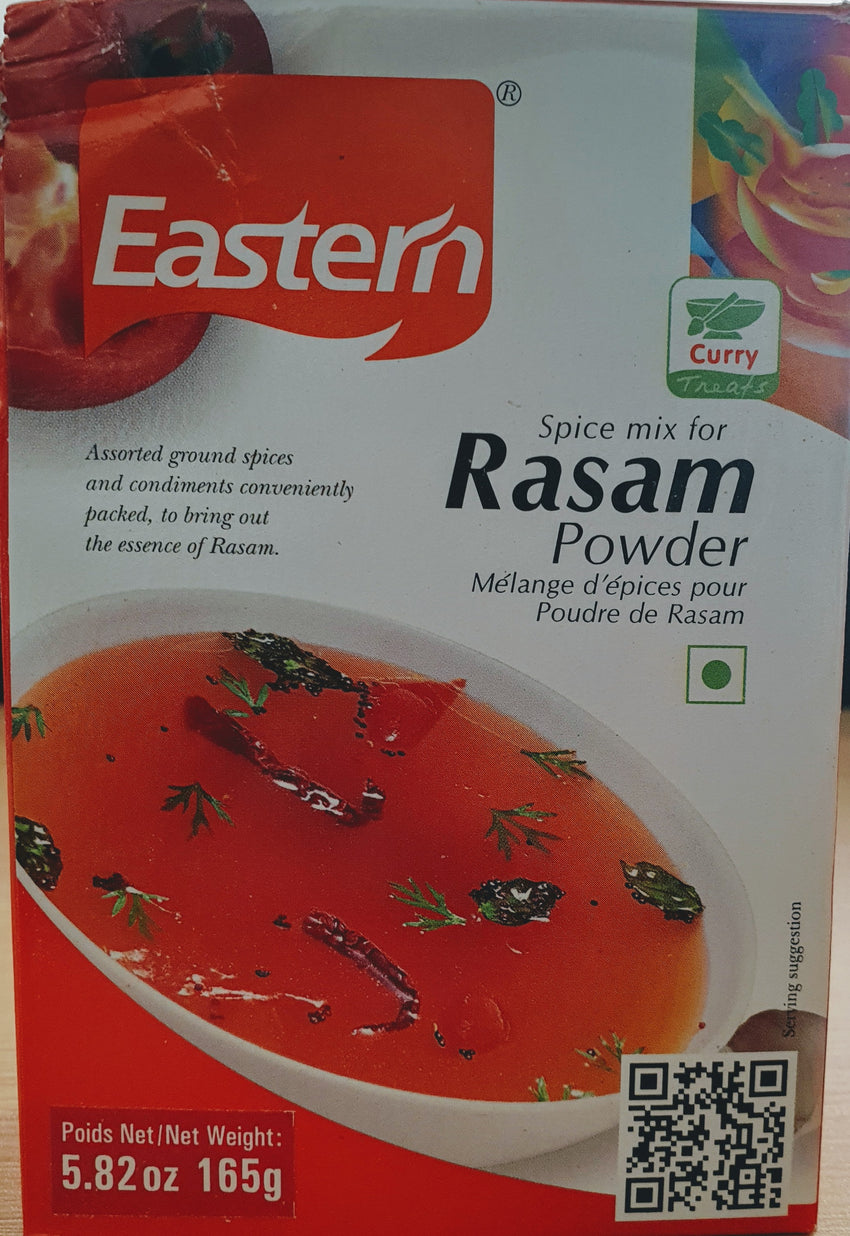 Eastern®
Curry
Treats
Assorted ground spices
and condiments conveniently
packed, to bring out
the essence of Rasam.
Spice mix for
Rasam
Powder
Mélange d'épices pour
Poudre de Rasam
Serving suggestion
Poids Net/Net Weight:
5.82 oz 165g